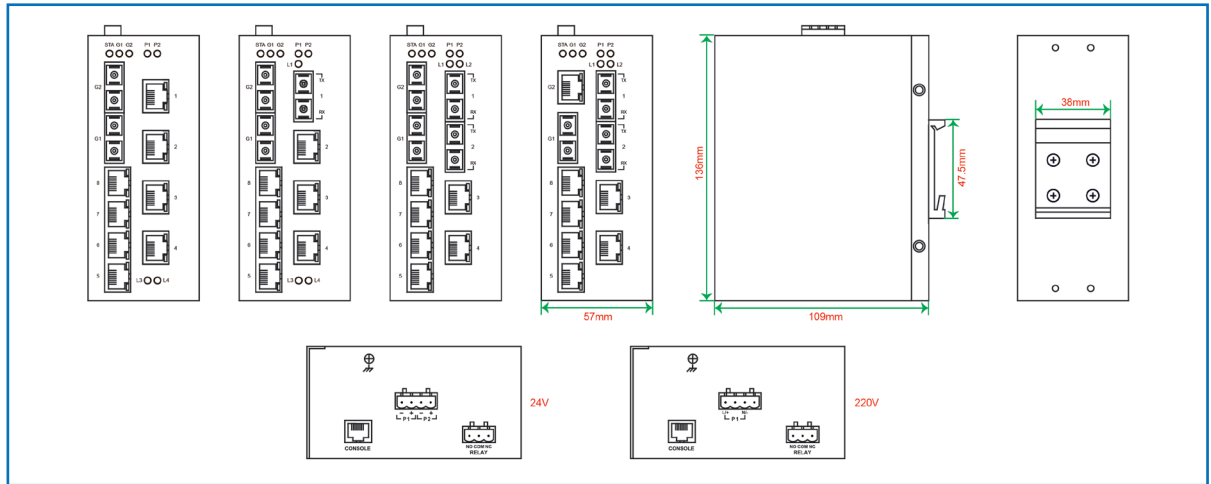 STA G1 G2 P1 P2
G2
1
G1
2
8
7
3
6
4
5
L3 L4
STA G1 G2 P1 P2
L1
TX
G2
1
RX
G1
2
8
7
3
6
4
5
L3 L4
STA G1 G2 P1 P2
L1 L2
TX
G2
1
RX
TX
G1
2
RX
8
7
3
6
4
5
STA G1 G2 P1 P2
L1 L2
TX
G2
1
RX
TX
G1
2
RX
8
7
3
6
4
5
57mm
136mm
109mm
47.5mm
38mm
− + − +
P1 P2
CONSOLE
NO COM NC
RELAY
24V
L/+ N/-
P1
CONSOLE
NO COM NC
RELAY
220V